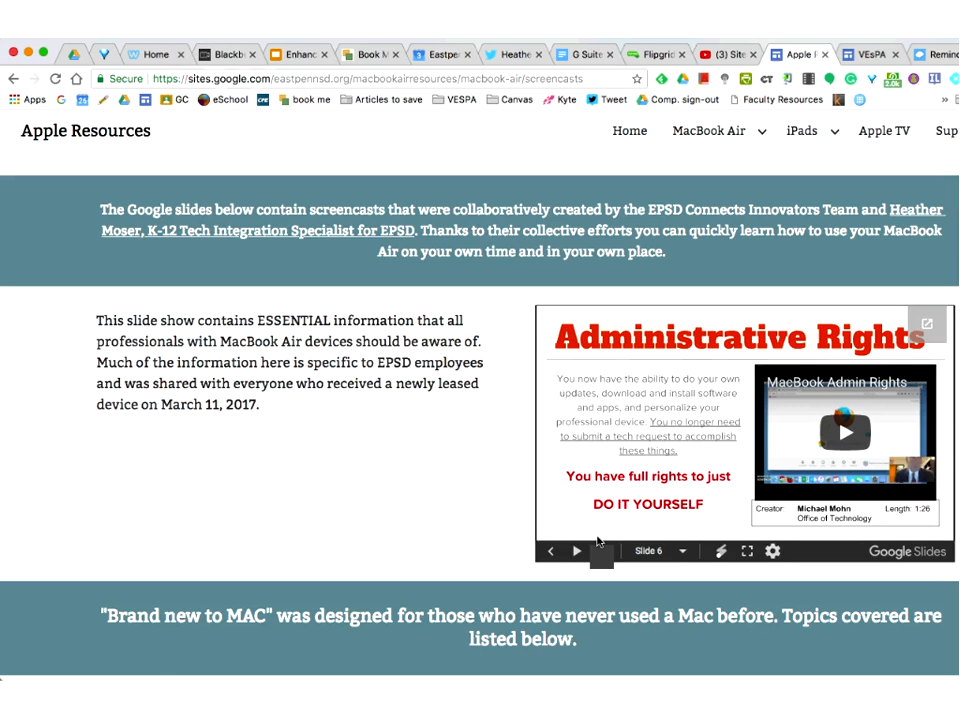 Home
Blackb
Enhanc
Book M
Eastper
Heathe
G Suite
Flipgrid
(3) Site
Apple F
VEsPA
Remind
Secure
https://sites.google.com/eastpennsd.org/macbookairresources/macbook-air/screencasts
Apps
GC
eSchool
book me
Articles to save
VESPA
Canvas
Kyte
Tweet
Comp. sign-out
Faculty Resources
»
Apple Resources
Home
MacBook Air
iPads
Apple TV
Sup
The Google slides below contain screencasts that were collaboratively created by the EPSD Connects Innovators Team and Heather
Moser, K-12 Tech Integration Specialist for EPSD. Thanks to their collective efforts you can quickly learn how to use your MacBook
Air on your own time and in your own place.
This slide show contains ESSENTIAL information that all
professionals with MacBook Air devices should be aware of.
Much of the information here is specific to EPSD employees
and was shared with everyone who received a newly leased
device on March 11, 2017.
Administrative Rights
You now have the ability to do your own
updates, download and install software
and apps, and personalize your
professional device. You no longer need
to submit a tech request to accomplish
these things.
You have full rights to just
DO IT YOURSELF
MacBook Admin Rights
Creator: Michael Mohn Length: 1:26
Office of Technology
Slide 6
Google Slides
"Brand new to MAC" was designed for those who have never used a Mac before. Topics covered are
listed below.